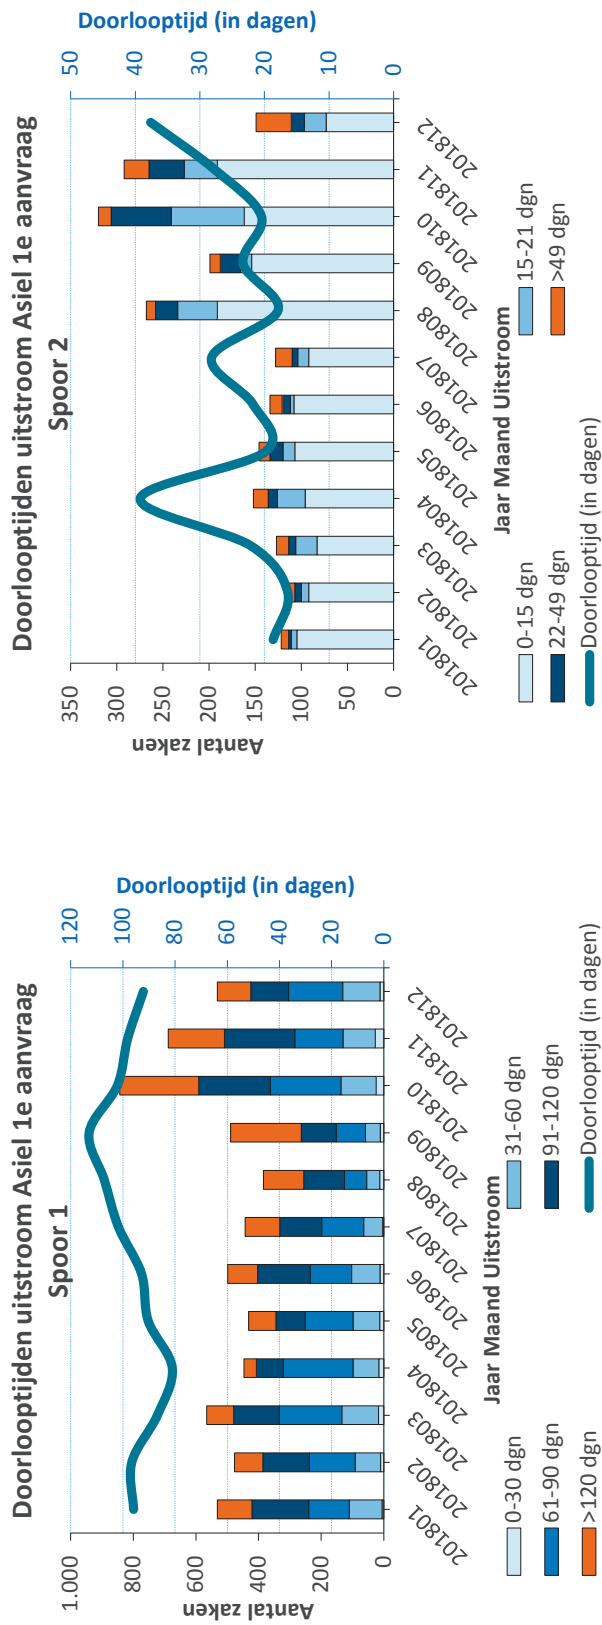 Doorlooptijden uitstroom Asiel 1e aanvraag
Spoor 1
Aantal zaken
1.000
800
600
400
200
0
Doorlooptijd (in dagen)
120
100
80
60
40
20
0
201801
201802
201803
201804
201805
201806
201807
201808
201809
201810
201811
201812
Jaar Maand Uitstroom
0-30 dgn
31-60 dgn
61-90 dgn
91-120 dgn
>120 dgn
Doorlooptijd (in dagen)
Doorlooptijden uitstroom Asiel 1e aanvraag
Spoor 2
Aantal zaken
350
300
250
200
150
100
50
0
Doorlooptijd (in dagen)
50
40
30
20
10
0
201801
201802
201803
201804
201805
201806
201807
201808
201809
201810
201811
201812
Jaar Maand Uitstroom
0-15 dgn
15-21 dgn
22-49 dgn
>49 dgn
Doorlooptijd (in dagen)